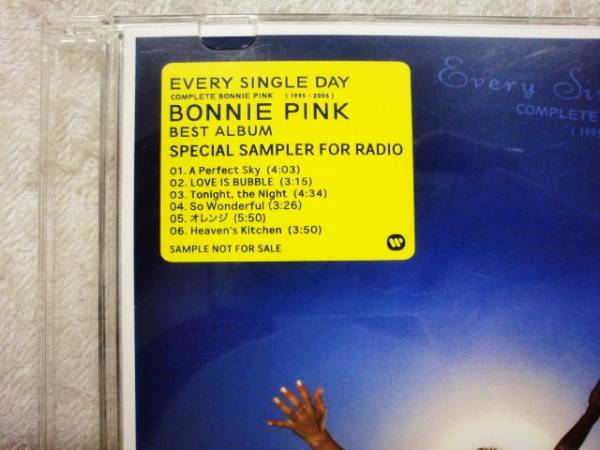 EVERY SINGLE DAY
COMPLETE BONNIE PINK (1995-2006)
BONNIE PINK
BEST ALBUM
SPECIAL SAMPLER FOR RADIO
01. A Perfect Sky (4:03)
02. LOVE IS BUBBLE (3:15)
03. Tonight, the Night (4:34)
04. So Wonderful (3:26)
05. オレンジ (5:50)
06. Heaven's Kitchen (3:50)
SAMPLE NOT FOR SALE
Every Si
COMPLETE
(1995